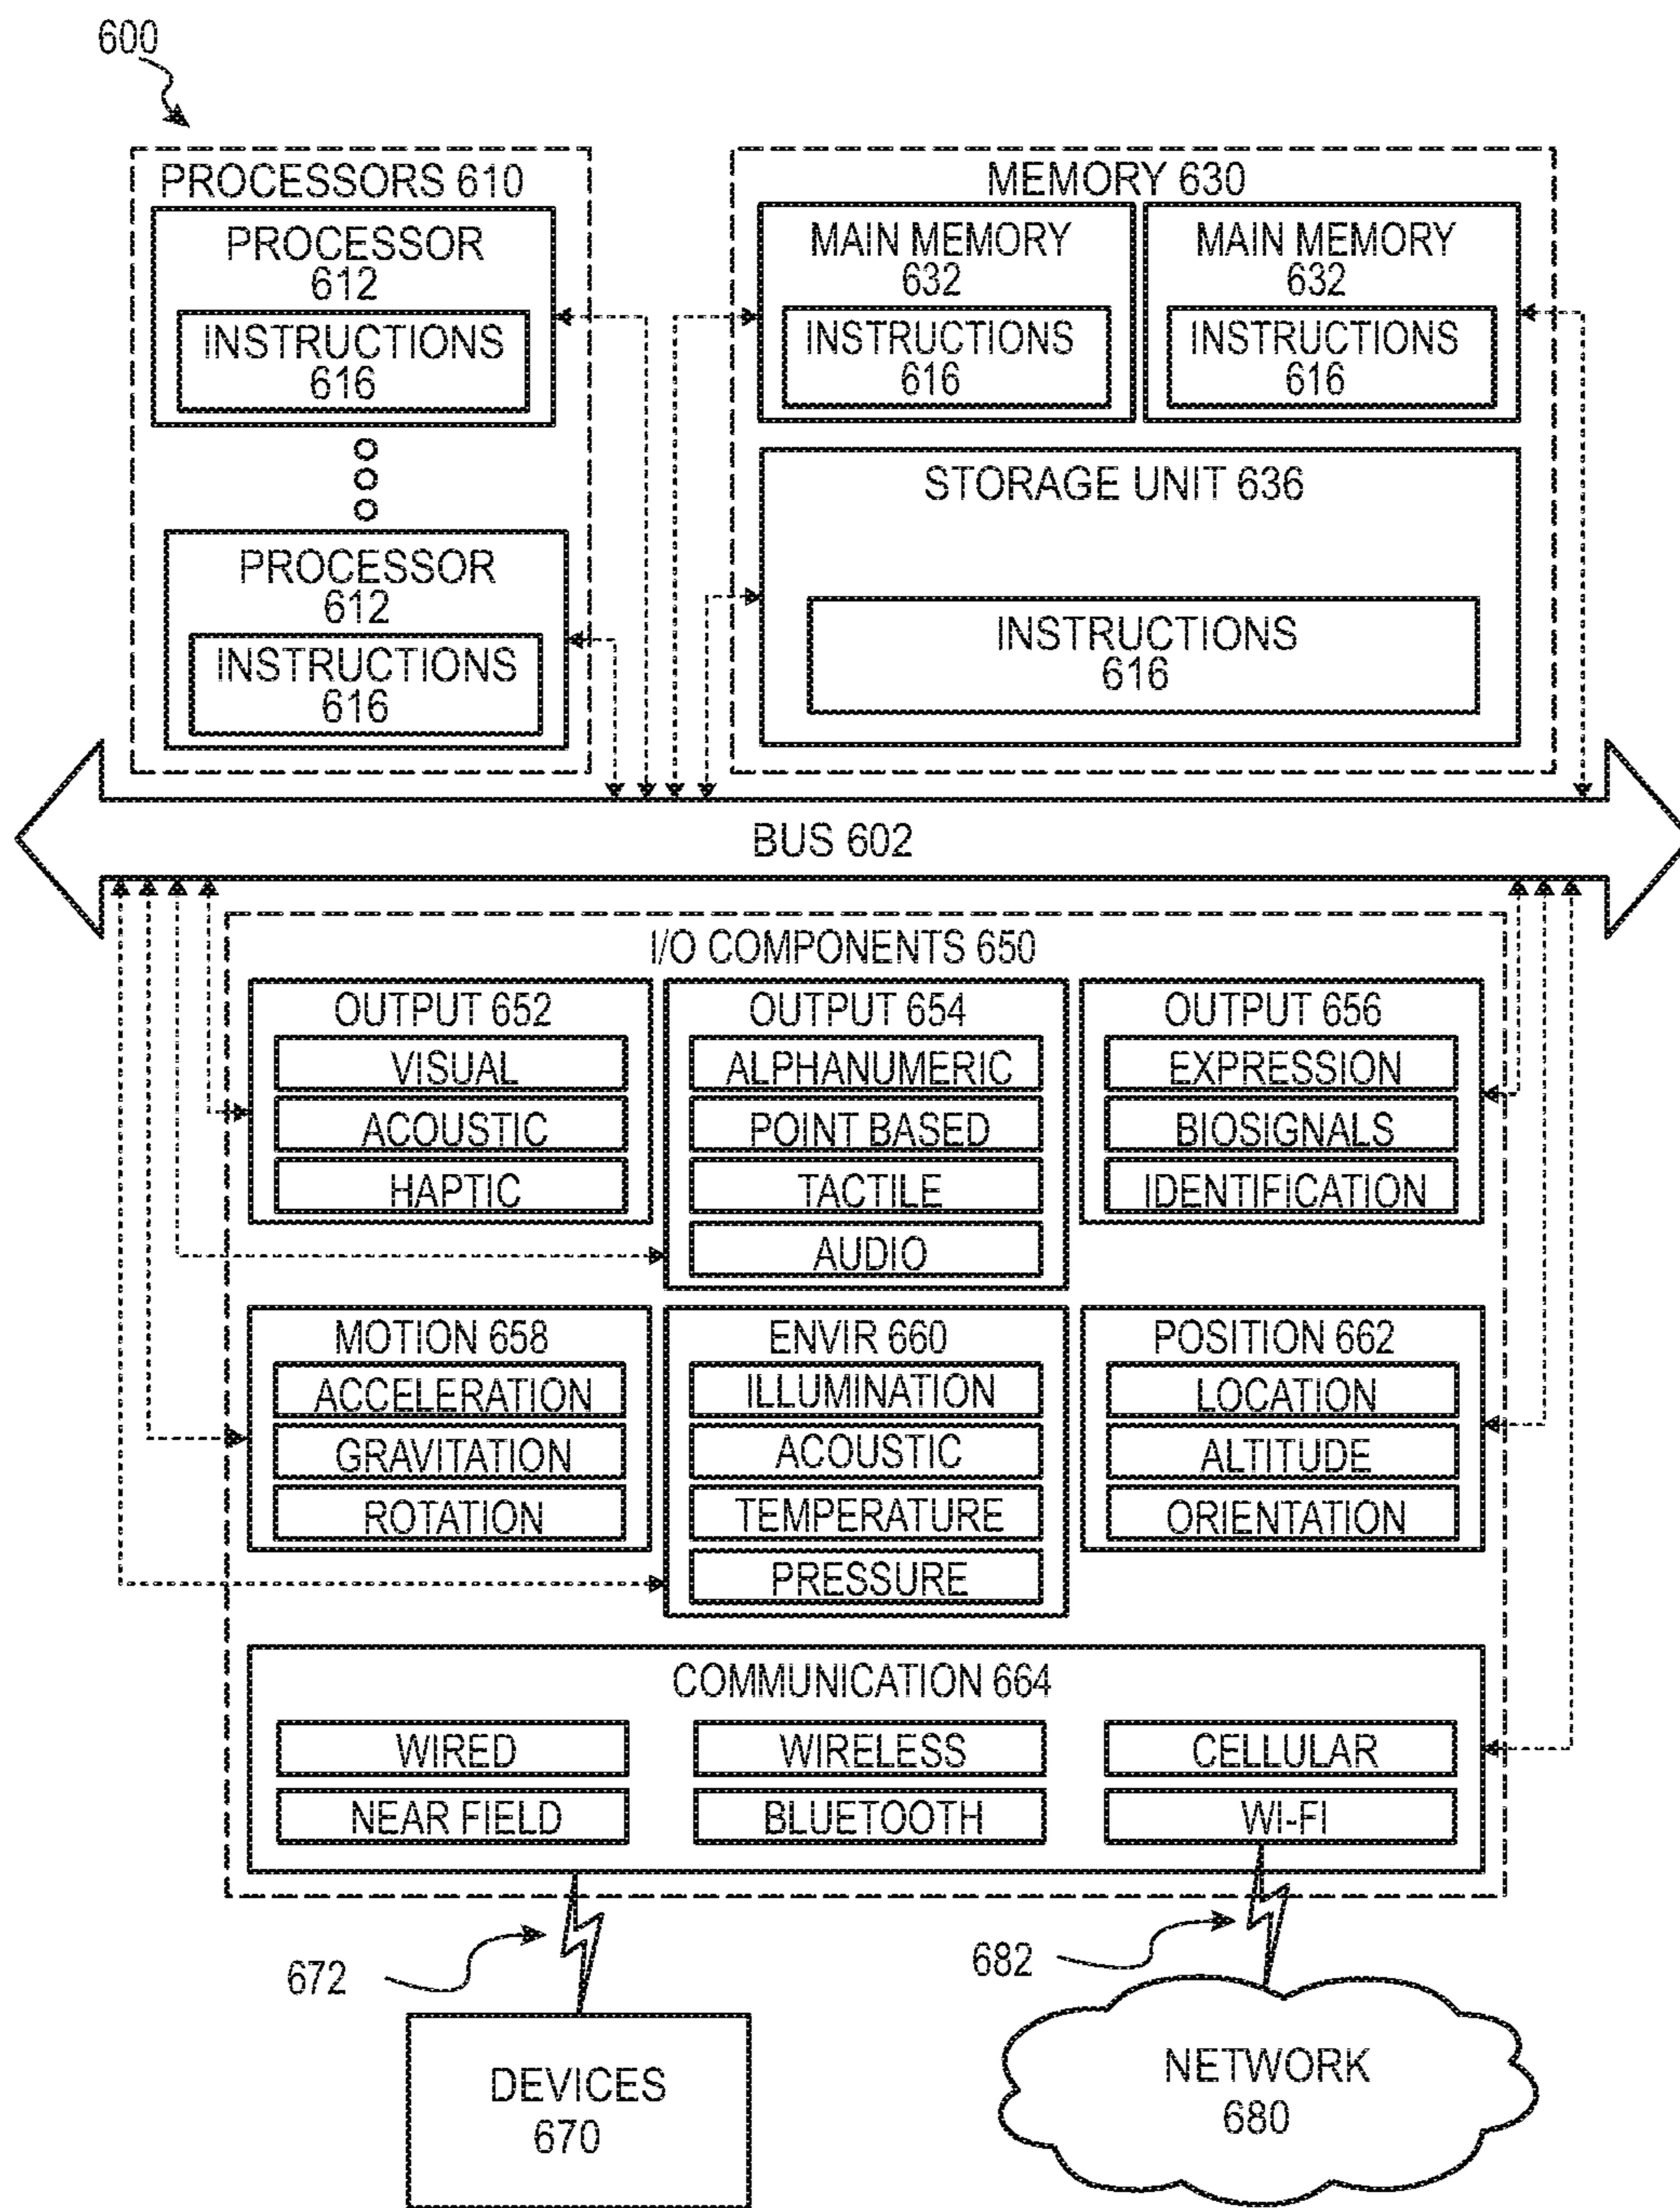 600
PROCESSORS 610
PROCESSOR
612
INSTRUCTIONS
616
PROCESSOR
612
INSTRUCTIONS
616
MEMORY 630
MAIN MEMORY
632
INSTRUCTIONS
616
MAIN MEMORY
632
INSTRUCTIONS
616
STORAGE UNIT 636
INSTRUCTIONS
616
BUS 602
I/O COMPONENTS 650
OUTPUT 652
VISUAL
ACOUSTIC
HAPTIC
OUTPUT 654
ALPHANUMERIC
POINT BASED
TACTILE
AUDIO
OUTPUT 656
EXPRESSION
BIOSIGNALS
IDENTIFICATION
MOTION 658
ACCELERATION
GRAVITATION
ROTATION
ENVIR 660
ILLUMINATION
ACOUSTIC
TEMPERATURE
PRESSURE
POSITION 662
LOCATION
ALTITUDE
ORIENTATION
COMMUNICATION 664
WIRED
WIRELESS
CELLULAR
NEAR FIELD
BLUETOOTH
WI-FI
672
682
DEVICES
670
NETWORK
680